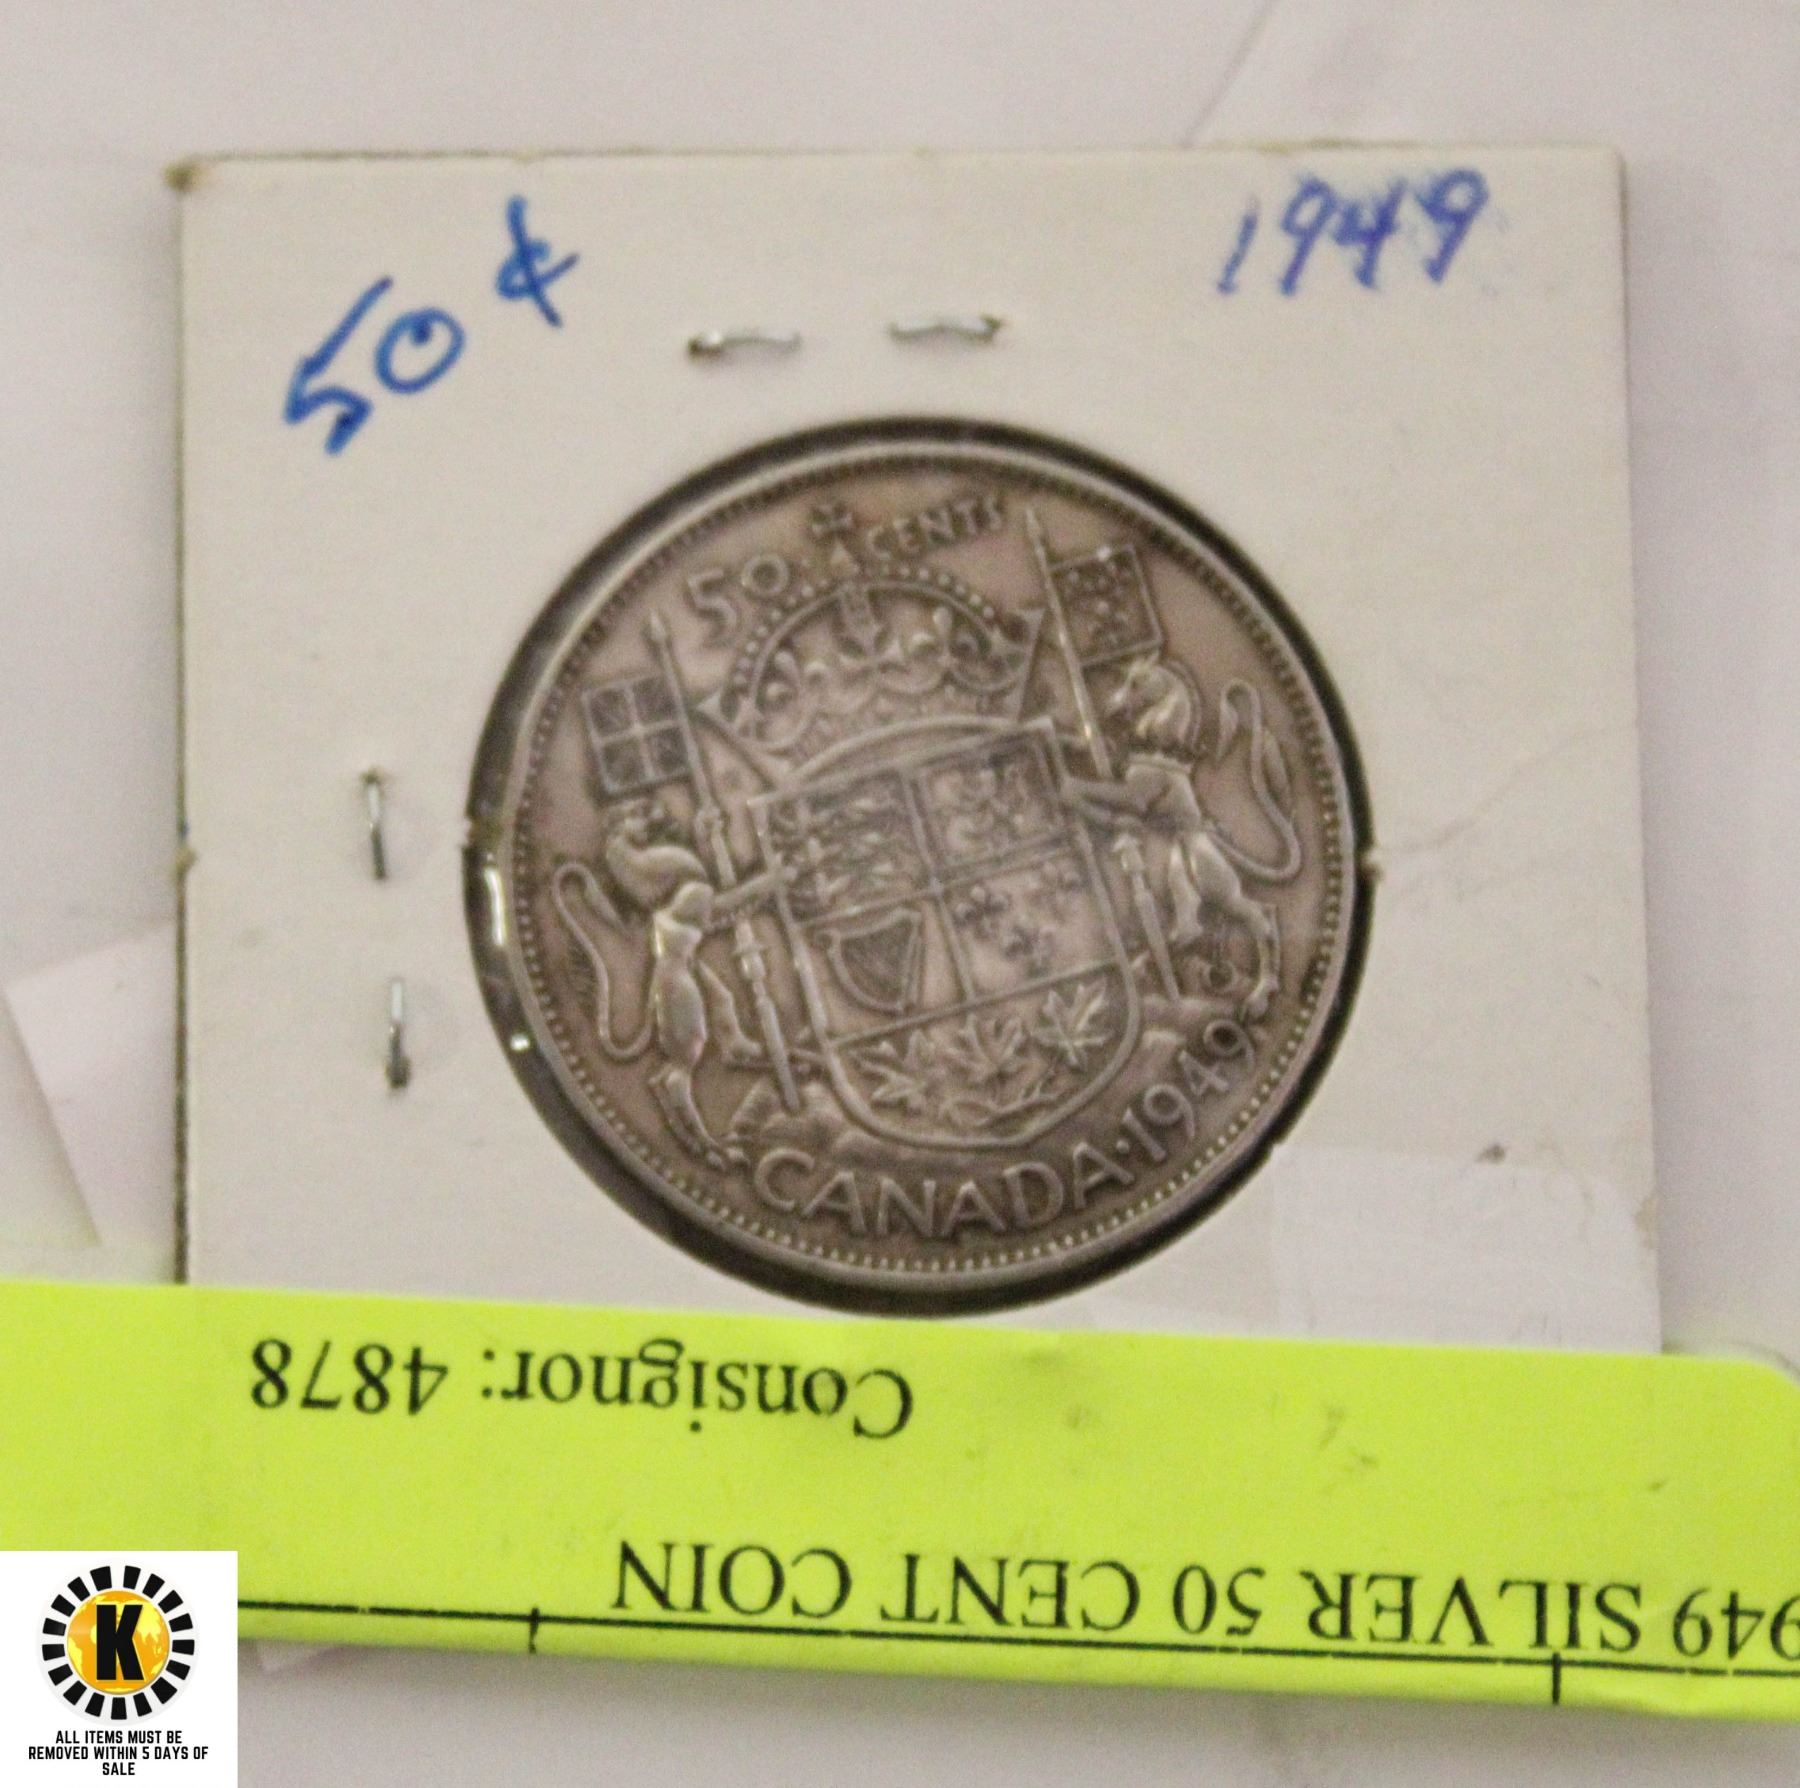 50¢
1949
50 CENTS
CANADA·1949
Consignor: 4878
949 SILVER 50 CENT COIN
K
ALL ITEMS MUST BE
REMOVED WITHIN 5 DAYS OF
SALE